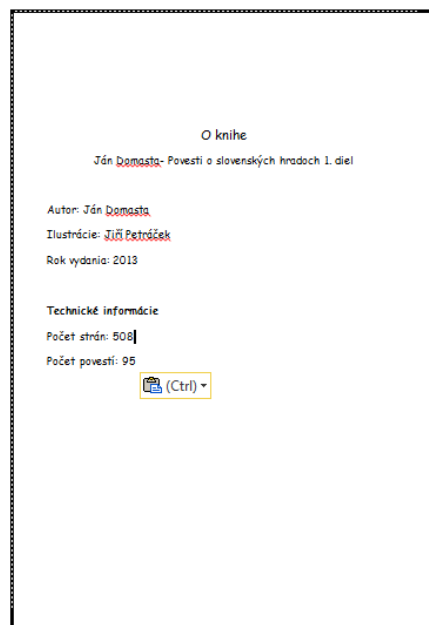 O knihe
Ján Domasta- Povesti o slovenských hradoch 1. diel
Autor: Ján Domasta
Ilustrácie: Jiří Petráček
Rok vydania: 2013
Technické informácie
Počet strán: 508
Počet povestí: 95
(Ctrl)